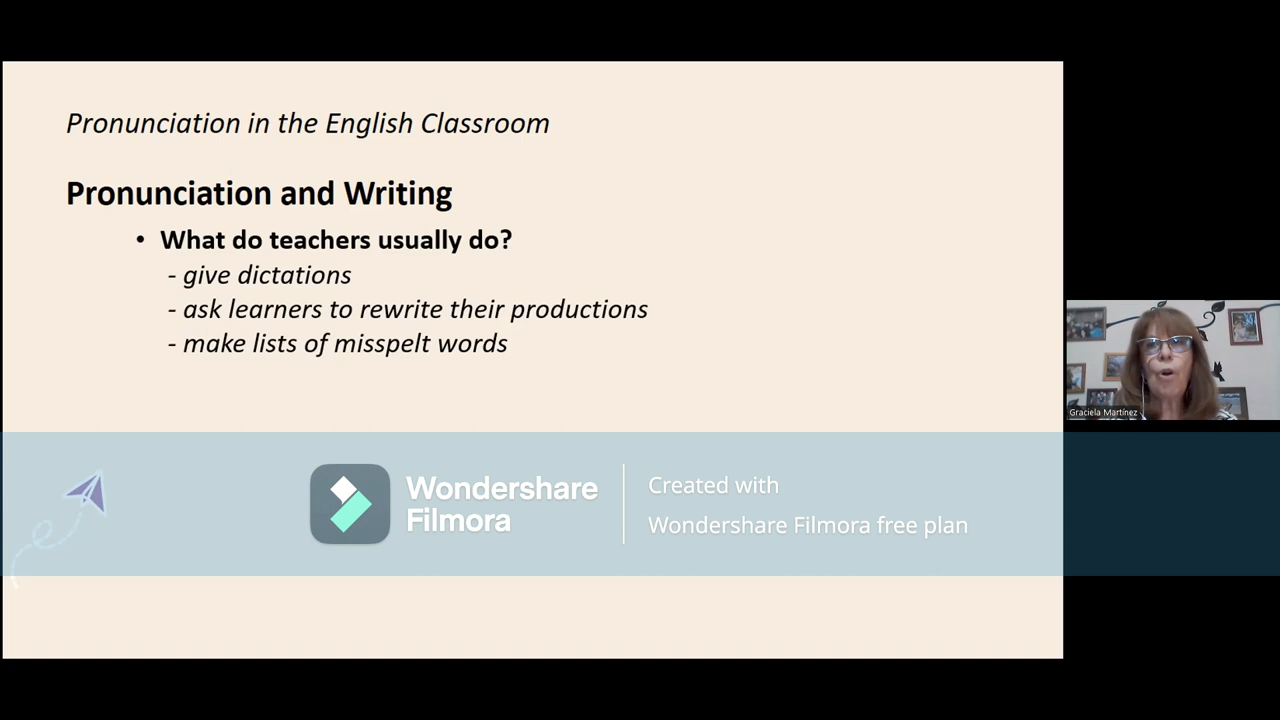 Pronunciation in the English Classroom
Pronunciation and Writing
• What do teachers usually do?
- give dictations
- ask learners to rewrite their productions
- make lists of misspelt words
Graciela Martínez
Wondershare
Filmora
Created with
Wondershare Filmora free plan